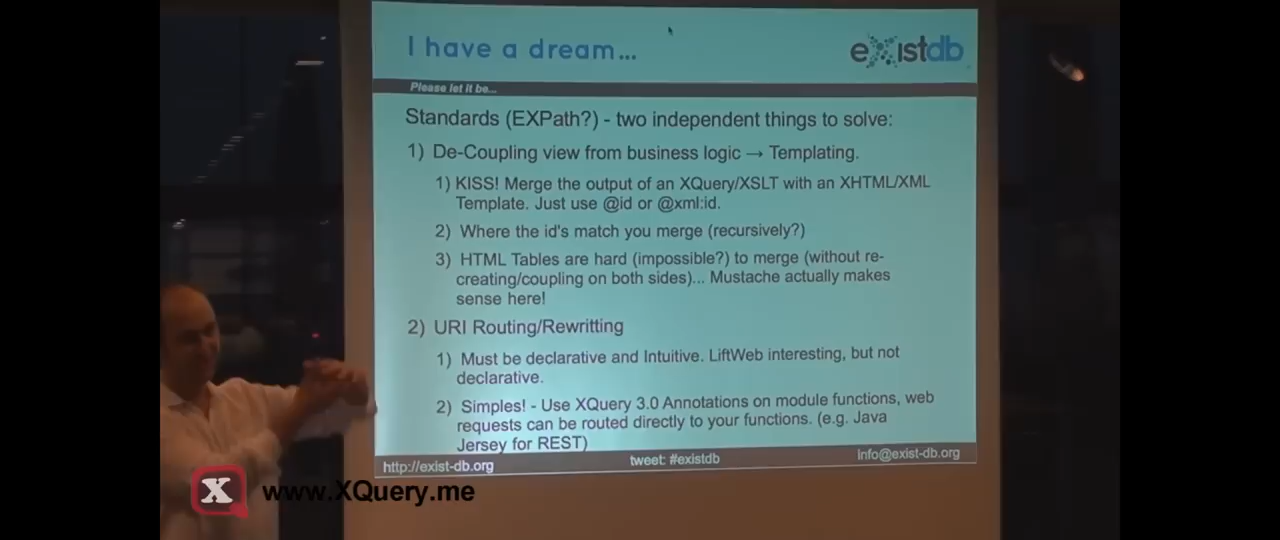 I have a dream...
eXistdb
Please let it be...
Standards (EXPath?) - two independent things to solve:
1) De-Coupling view from business logic → Templating.
1) KISS! Merge the output of an XQuery/XSLT with an XHTML/XML
Template. Just use @id or @xml:id.
2) Where the id's match you merge (recursively?)
3) HTML Tables are hard (impossible?) to merge (without re-
creating/coupling on both sides)... Mustache actually makes
sense here!
2) URI Routing/Rewritting
1) Must be declarative and Intuitive. LiftWeb interesting, but not
declarative.
2) Simples! - Use XQuery 3.0 Annotations on module functions, web
requests can be routed directly to your functions. (e.g. Java
Jersey for REST)
http://exist-db.org
tweet: #existdb
info@exist-db.org
X www.XQuery.me